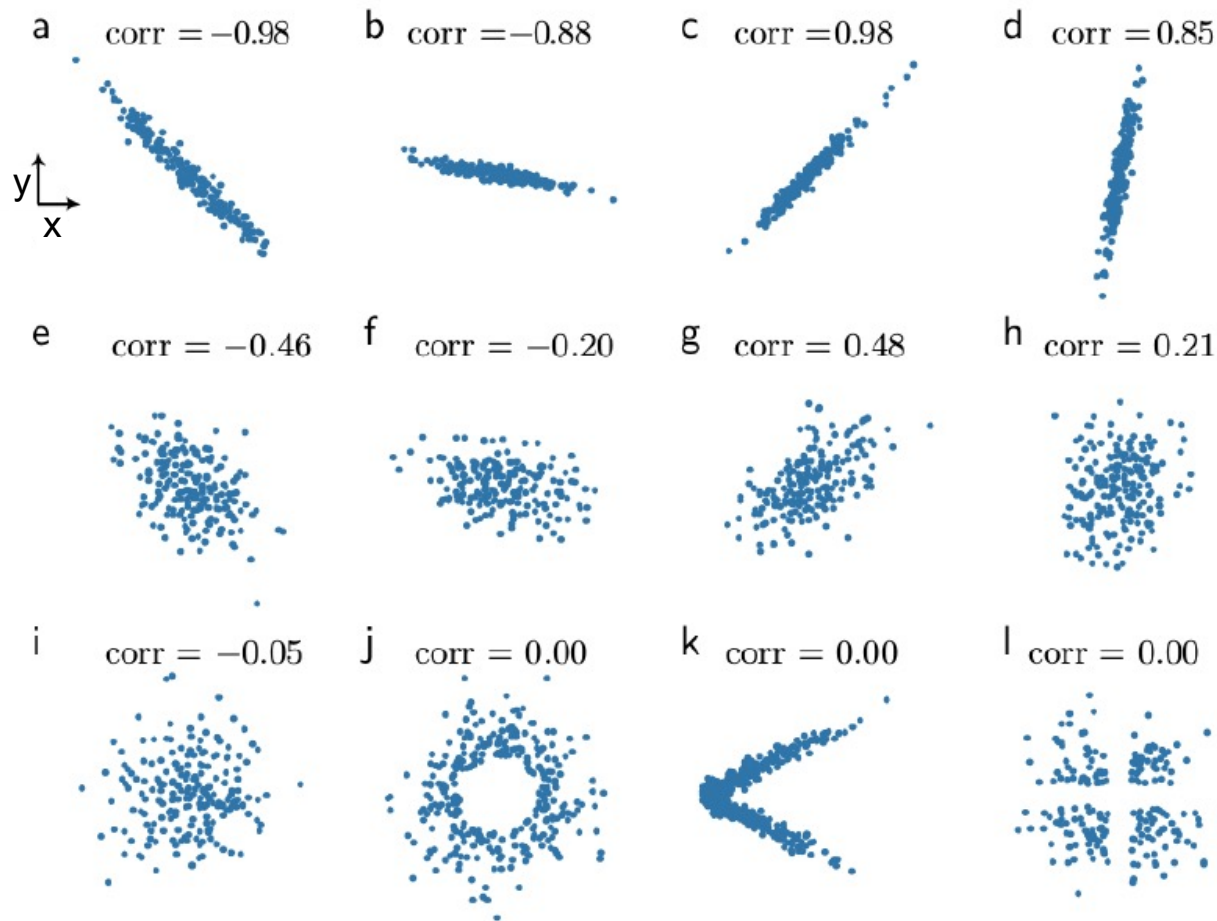 a corr = −0.98 b corr = −0.88 c corr = 0.98 d corr = 0.85
y
x
e corr = −0.46 f corr = −0.20 g corr = 0.48 h corr = 0.21
i corr = −0.05 j corr = 0.00 k corr = 0.00 l corr = 0.00